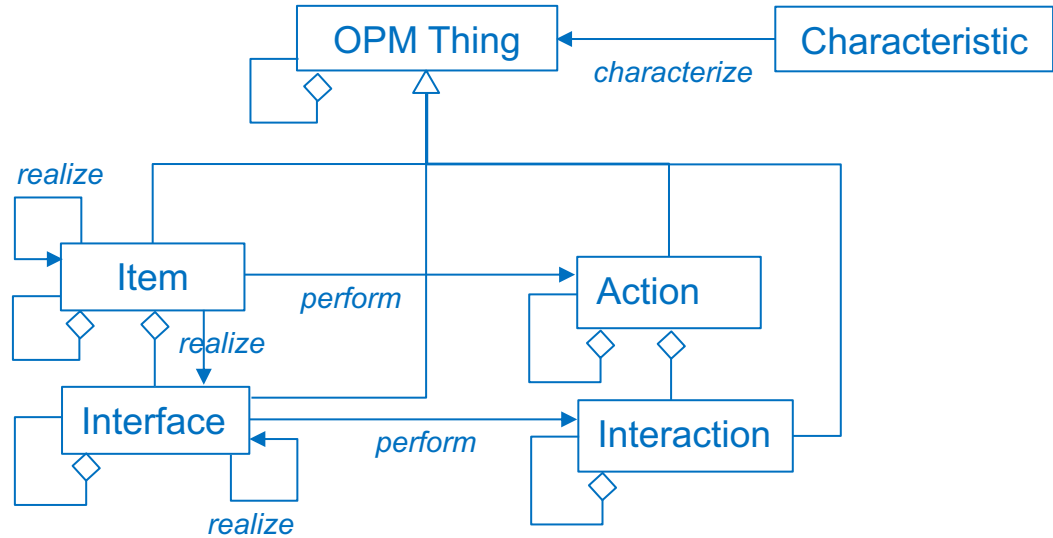 OPM Thing
Characteristic
characterize
realize
Item
perform
Action
realize
Interface
perform
Interaction
realize